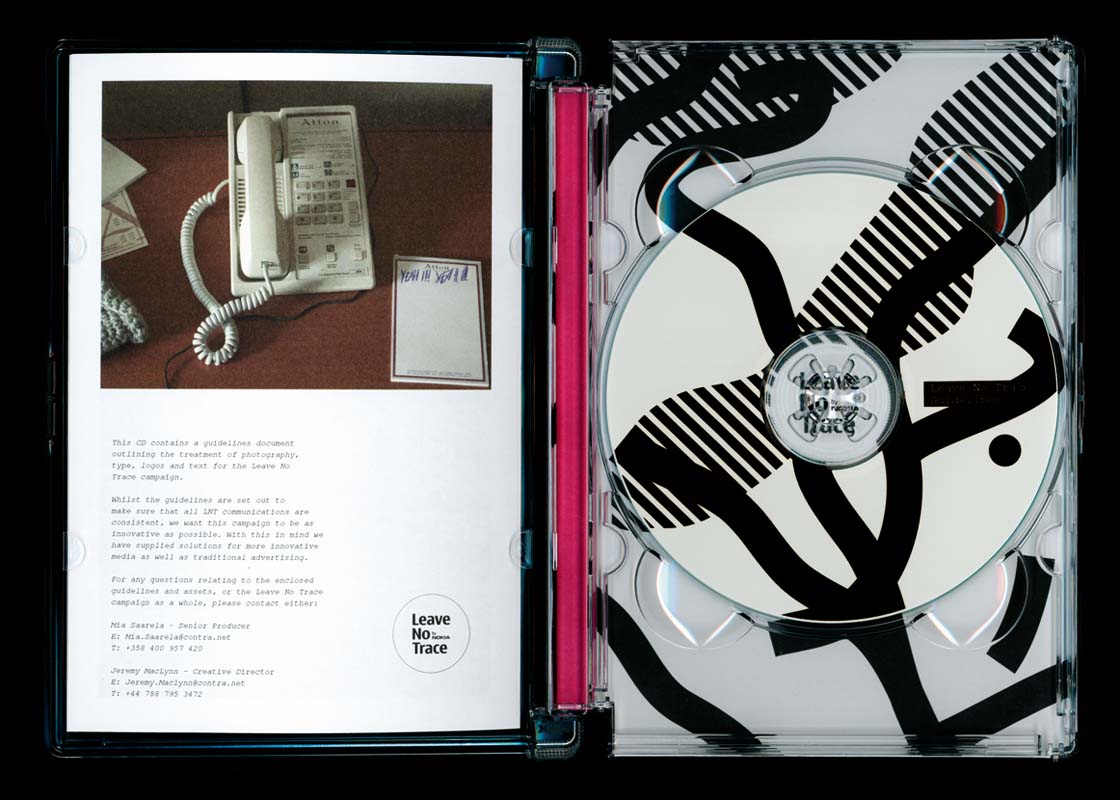 Atton
Atton
YEAH!!! YEAH!!!
This CD contains a guidelines document
outlining the treatment of photography,
type, logos and text for the Leave No
Trace campaign.
Whilst the guidelines are set out to
make sure that all LNT communications are
consistent, we want this campaign to be as
innovative as possible. With this in mind we
have supplied solutions for more innovative
media as well as traditional advertising.
For any questions relating to the enclosed
guidelines and assets, or the Leave No Trace
campaign as a whole, please contact either:
Mia Saarela – Senior Producer
E: Mia.Saarela@contra.net
T: +358 400 957 420
Jeremy MacLynn – Creative Director
E: Jeremy.Maclynn@contra.net
T: +44 788 795 3472
Leave
No by NOKIA
Trace
Leave
No by NOKIA
Trace
Leave No Trace
Guidelines